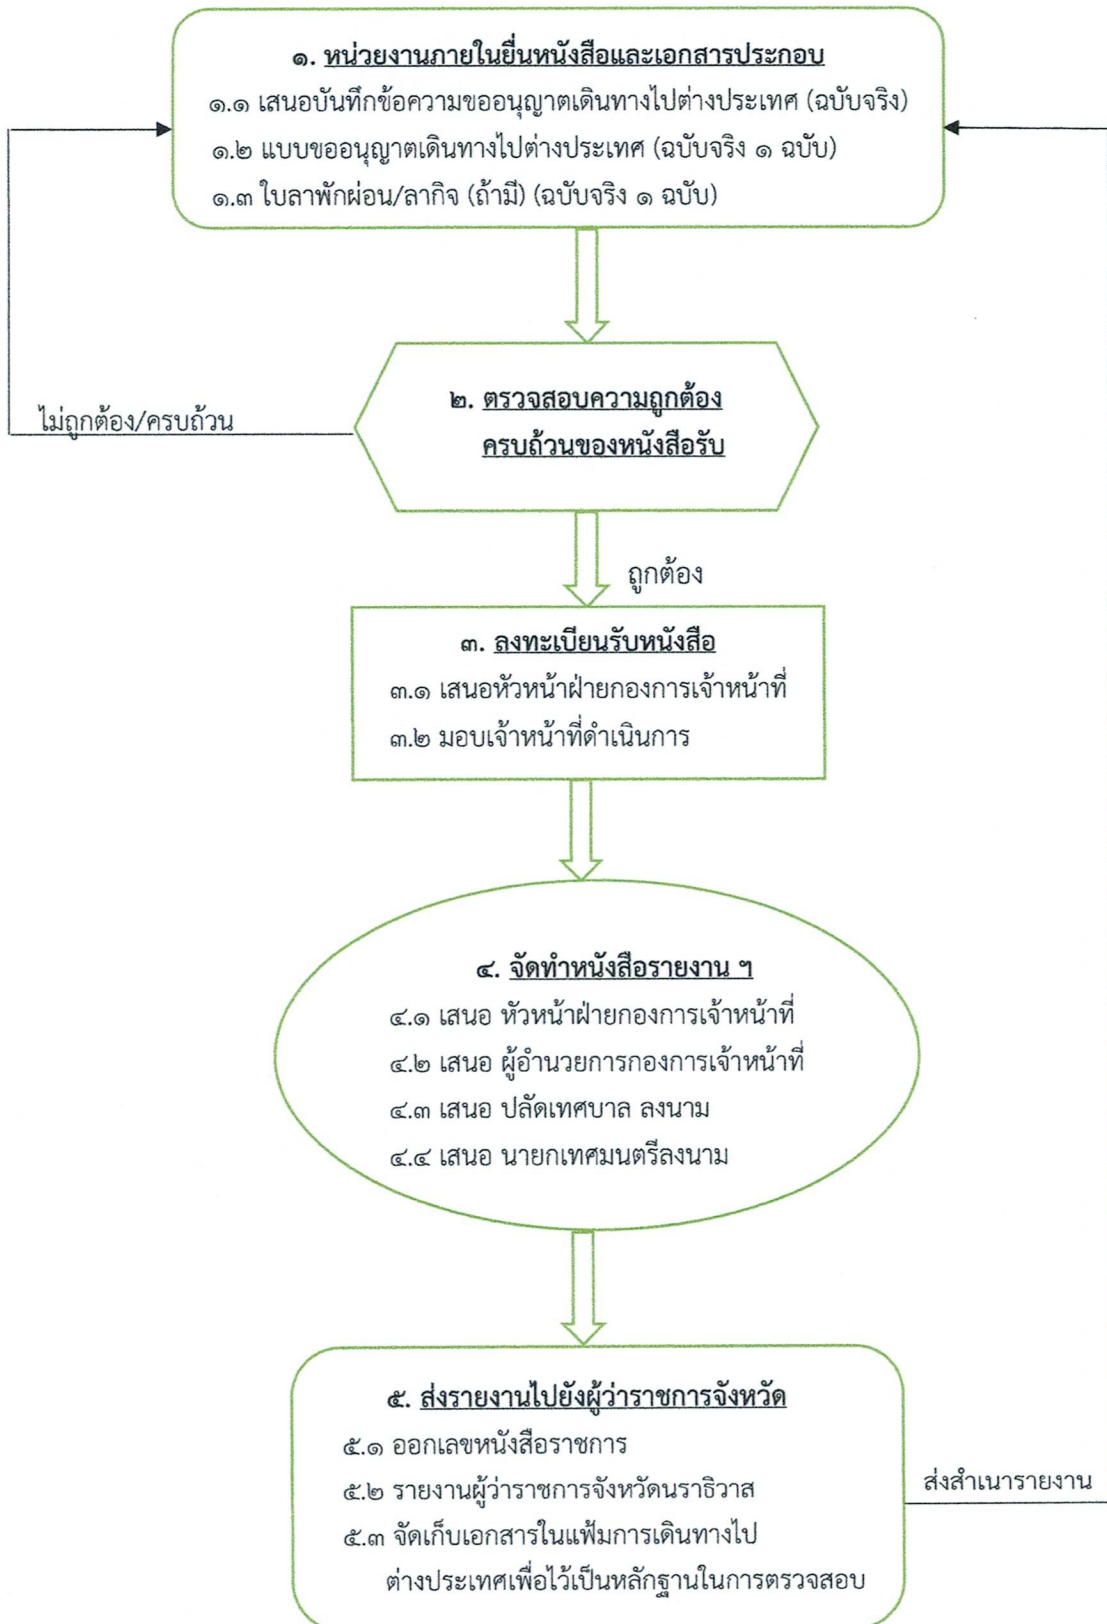 ๑. หน่วยงานภายในยื่นหนังสือและเอกสารประกอบ
๑.๑ เสนอบันทึกข้อความขออนุญาตเดินทางไปต่างประเทศ (ฉบับจริง)
๑.๒ แบบขออนุญาตเดินทางไปต่างประเทศ (ฉบับจริง ๑ ฉบับ)
๑.๓ ใบลาพักผ่อน/ลากิจ (ถ้ามี) (ฉบับจริง ๑ ฉบับ)
๒. ตรวจสอบความถูกต้อง
ครบถ้วนของหนังสือรับ
ไม่ถูกต้อง/ครบถ้วน
ถูกต้อง
๓. ลงทะเบียนรับหนังสือ
๓.๑ เสนอหัวหน้าฝ่ายกองการเจ้าหน้าที่
๓.๒ มอบเจ้าหน้าที่ดำเนินการ
๔. จัดทำหนังสือรายงาน ฯ
๔.๑ เสนอ หัวหน้าฝ่ายกองการเจ้าหน้าที่
๔.๒ เสนอ ผู้อำนวยการกองการเจ้าหน้าที่
๔.๓ เสนอ ปลัดเทศบาล ลงนาม
๔.๔ เสนอ นายกเทศมนตรีลงนาม
๕. ส่งรายงานไปยังผู้ว่าราชการจังหวัด
๕.๑ ออกเลขหนังสือราชการ
๕.๒ รายงานผู้ว่าราชการจังหวัดนราธิวาส
๕.๓ จัดเก็บเอกสารในแฟ้มการเดินทางไป
ต่างประเทศเพื่อไว้เป็นหลักฐานในการตรวจสอบ
ส่งสำเนารายงาน